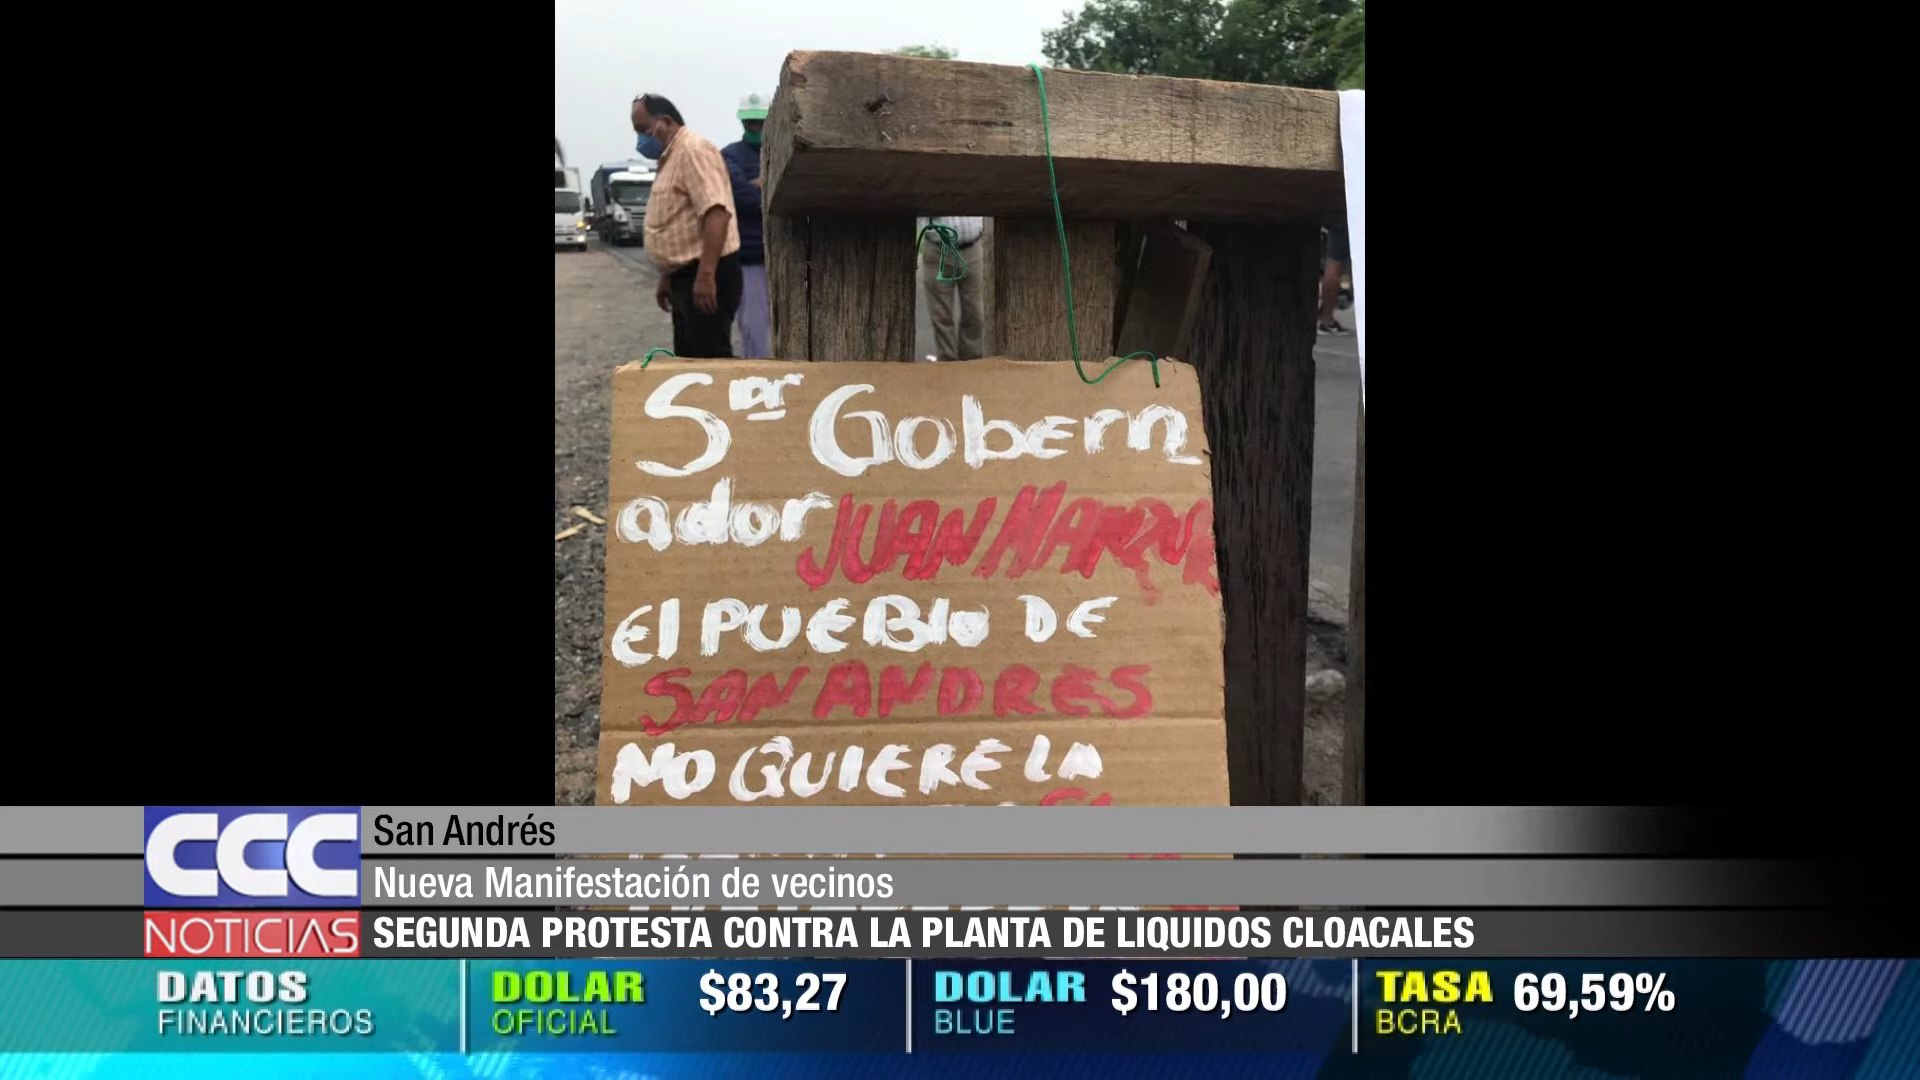 Sor Gobern
ador JUAN MANZUR
El PUEBlo DE
SAN ANDRES
NO QUIERE LA
CCC
NOTICIAS
San Andrés
Nueva Manifestación de vecinos
SEGUNDA PROTESTA CONTRA LA PLANTA DE LIQUIDOS CLOACALES
DATOS
FINANCIEROS
DOLAR
OFICIAL
$83,27
DOLAR
BLUE
$180,00
TASA
BCRA
69,59%